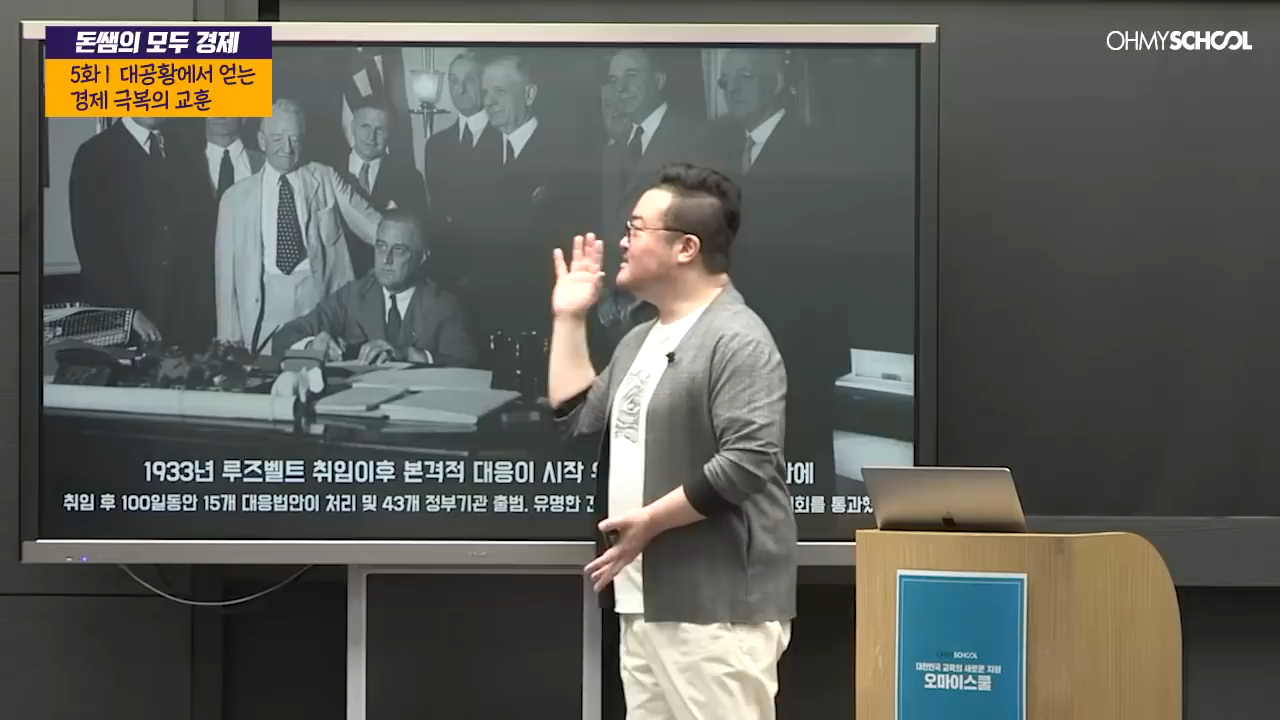 돈쌤의 모두 경제
5화ㅣ 대공황에서 얻는
경제 극복의 교훈
OHMYSCHOOL
1933년 루즈벨트 취임이후 본격적 대응이 시작
취임 후 100일동안 15개 대응법안이 처리 및 43개 정부기관 출범. 유명한
OHMYSCHOOL
대한민국 교육의 새로운 지평
오마이스쿨